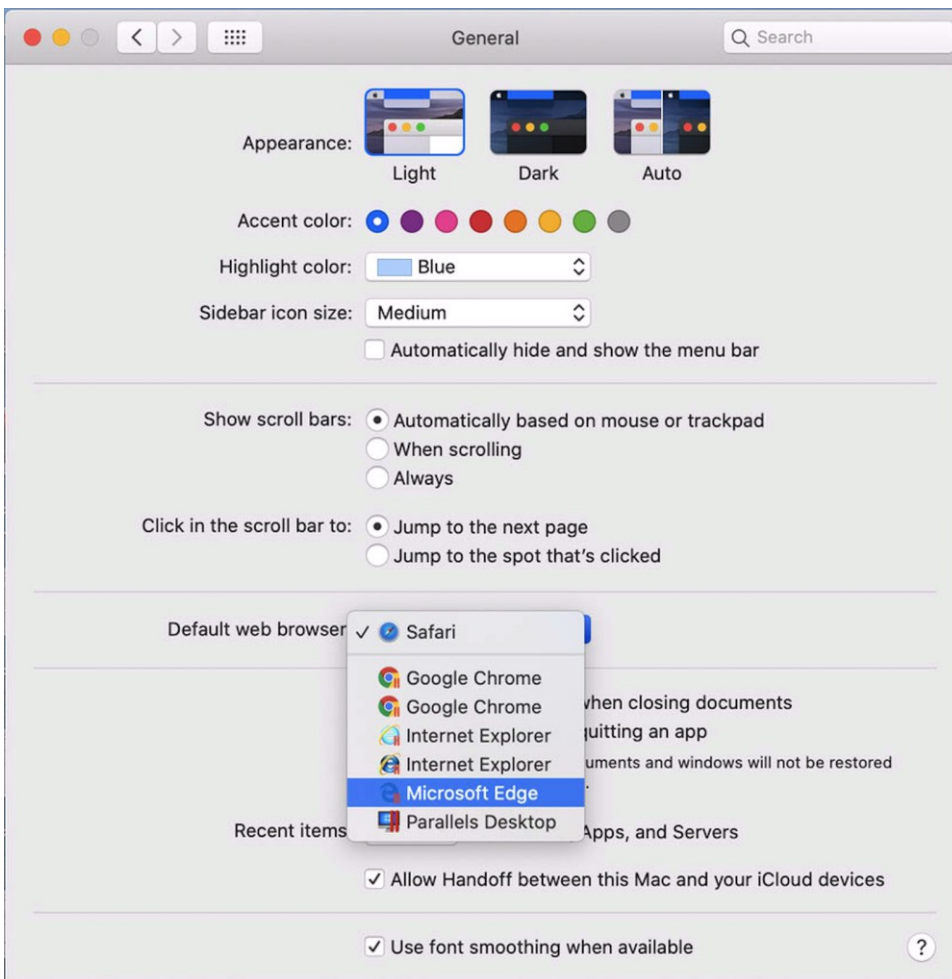 General
Search
Appearance:
Light
Dark
Auto
Accent color:
Highlight color:
Blue
Sidebar icon size:
Medium
Automatically hide and show the menu bar
Show scroll bars:
Automatically based on mouse or trackpad
When scrolling
Always
Click in the scroll bar to:
Jump to the next page
Jump to the spot that's clicked
Default web browser
Safari
Google Chrome
Google Chrome
Internet Explorer
Internet Explorer
Microsoft Edge
Parallels Desktop
when closing documents
quitting an app
uments and windows will not be restored
Recent items
Apps, and Servers
Allow Handoff between this Mac and your iCloud devices
Use font smoothing when available
?